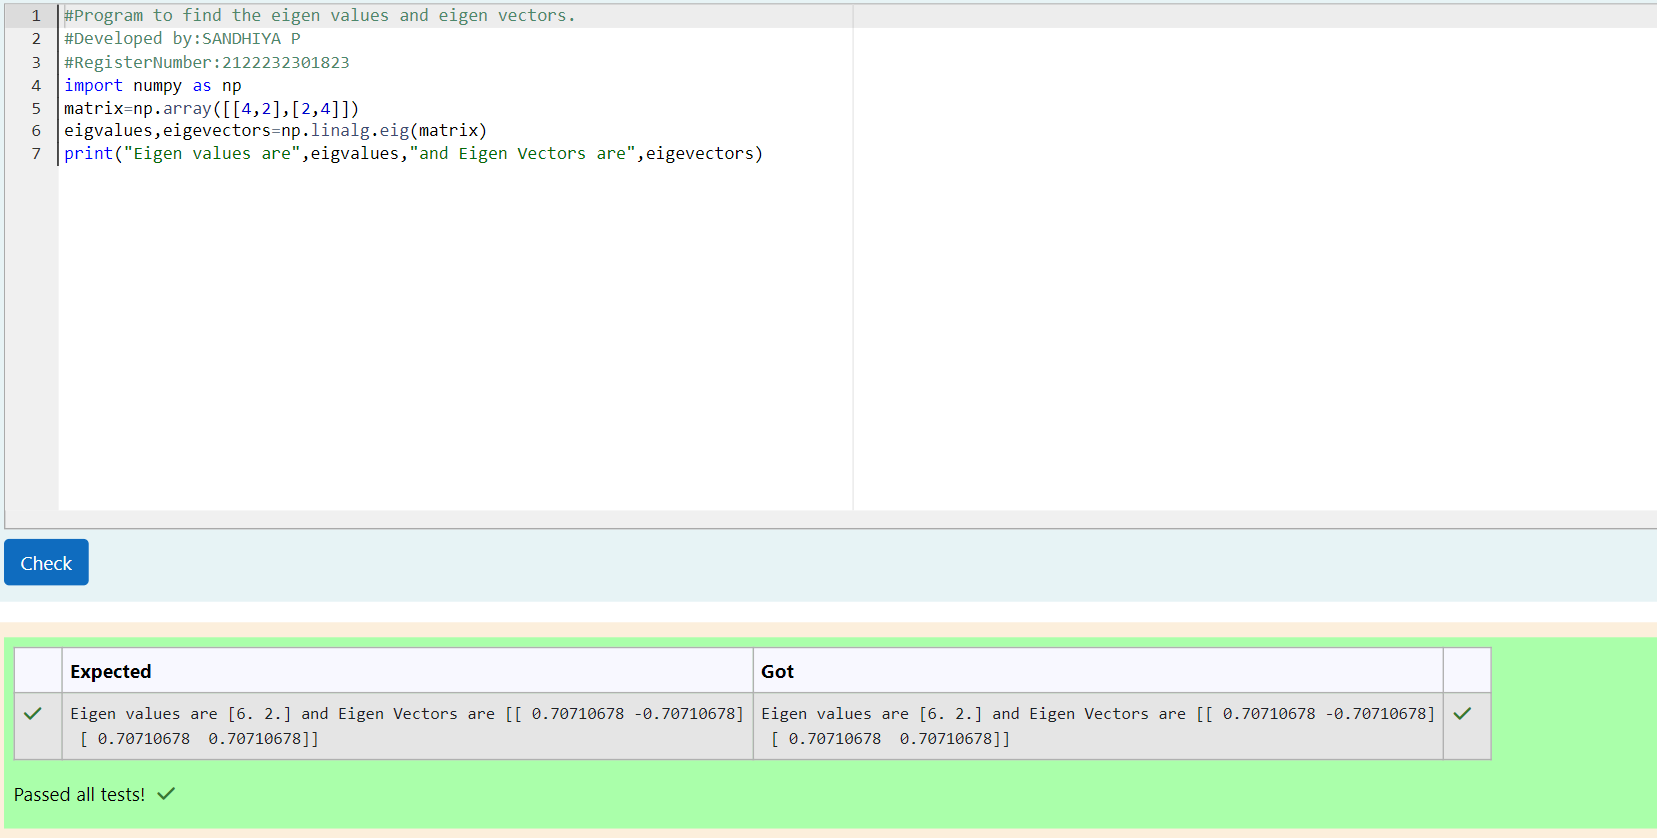 1 #Program to find the eigen values and eigen vectors.
2 #Developed by:SANDHIYA P
3 #RegisterNumber:2122232301823
4 import numpy as np
5 matrix=np.array([[4,2],[2,4]])
6 eigvalues,eigevectors=np.linalg.eig(matrix)
7 print("Eigen values are",eigvalues,"and Eigen Vectors are",eigevectors)
Check
Expected Got
Eigen values are [6. 2.] and Eigen Vectors are [[ 0.70710678 -0.70710678] Eigen values are [6. 2.] and Eigen Vectors are [[ 0.70710678 -0.70710678]
[ 0.70710678  0.70710678]] [ 0.70710678  0.70710678]]
Passed all tests!